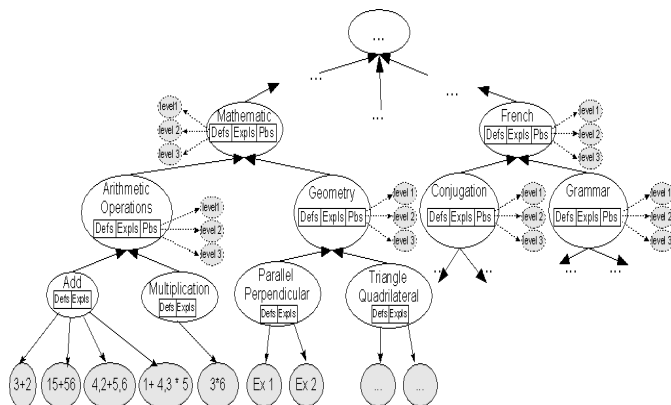 ...
... ...
... ...
Mathematic
Defs Expls Pbs
level1
level 2
level 3
French
Defs Expls Pbs
level 1
level 2
level 3
Arithmetic
Operations
Defs Expls Pbs
level1
level 2
level 3
Geometry
Defs Expls Pbs
level 1
level 2
level 3
Conjugation
Defs Expls Pbs
level 1
level 2
level 3
Grammar
Defs Expls Pbs
level 1
level 2
level 3
... ... ... ...
Add
Defs Expls
Multiplication
Defs Expls
Parallel
Perpendicular
Defs Expls
Triangle
Quadrilateral
Defs Expls
3+2
15+56
4,2+5,6
1+ 4,3 * 5
3*6
Ex 1
Ex 2
...
...